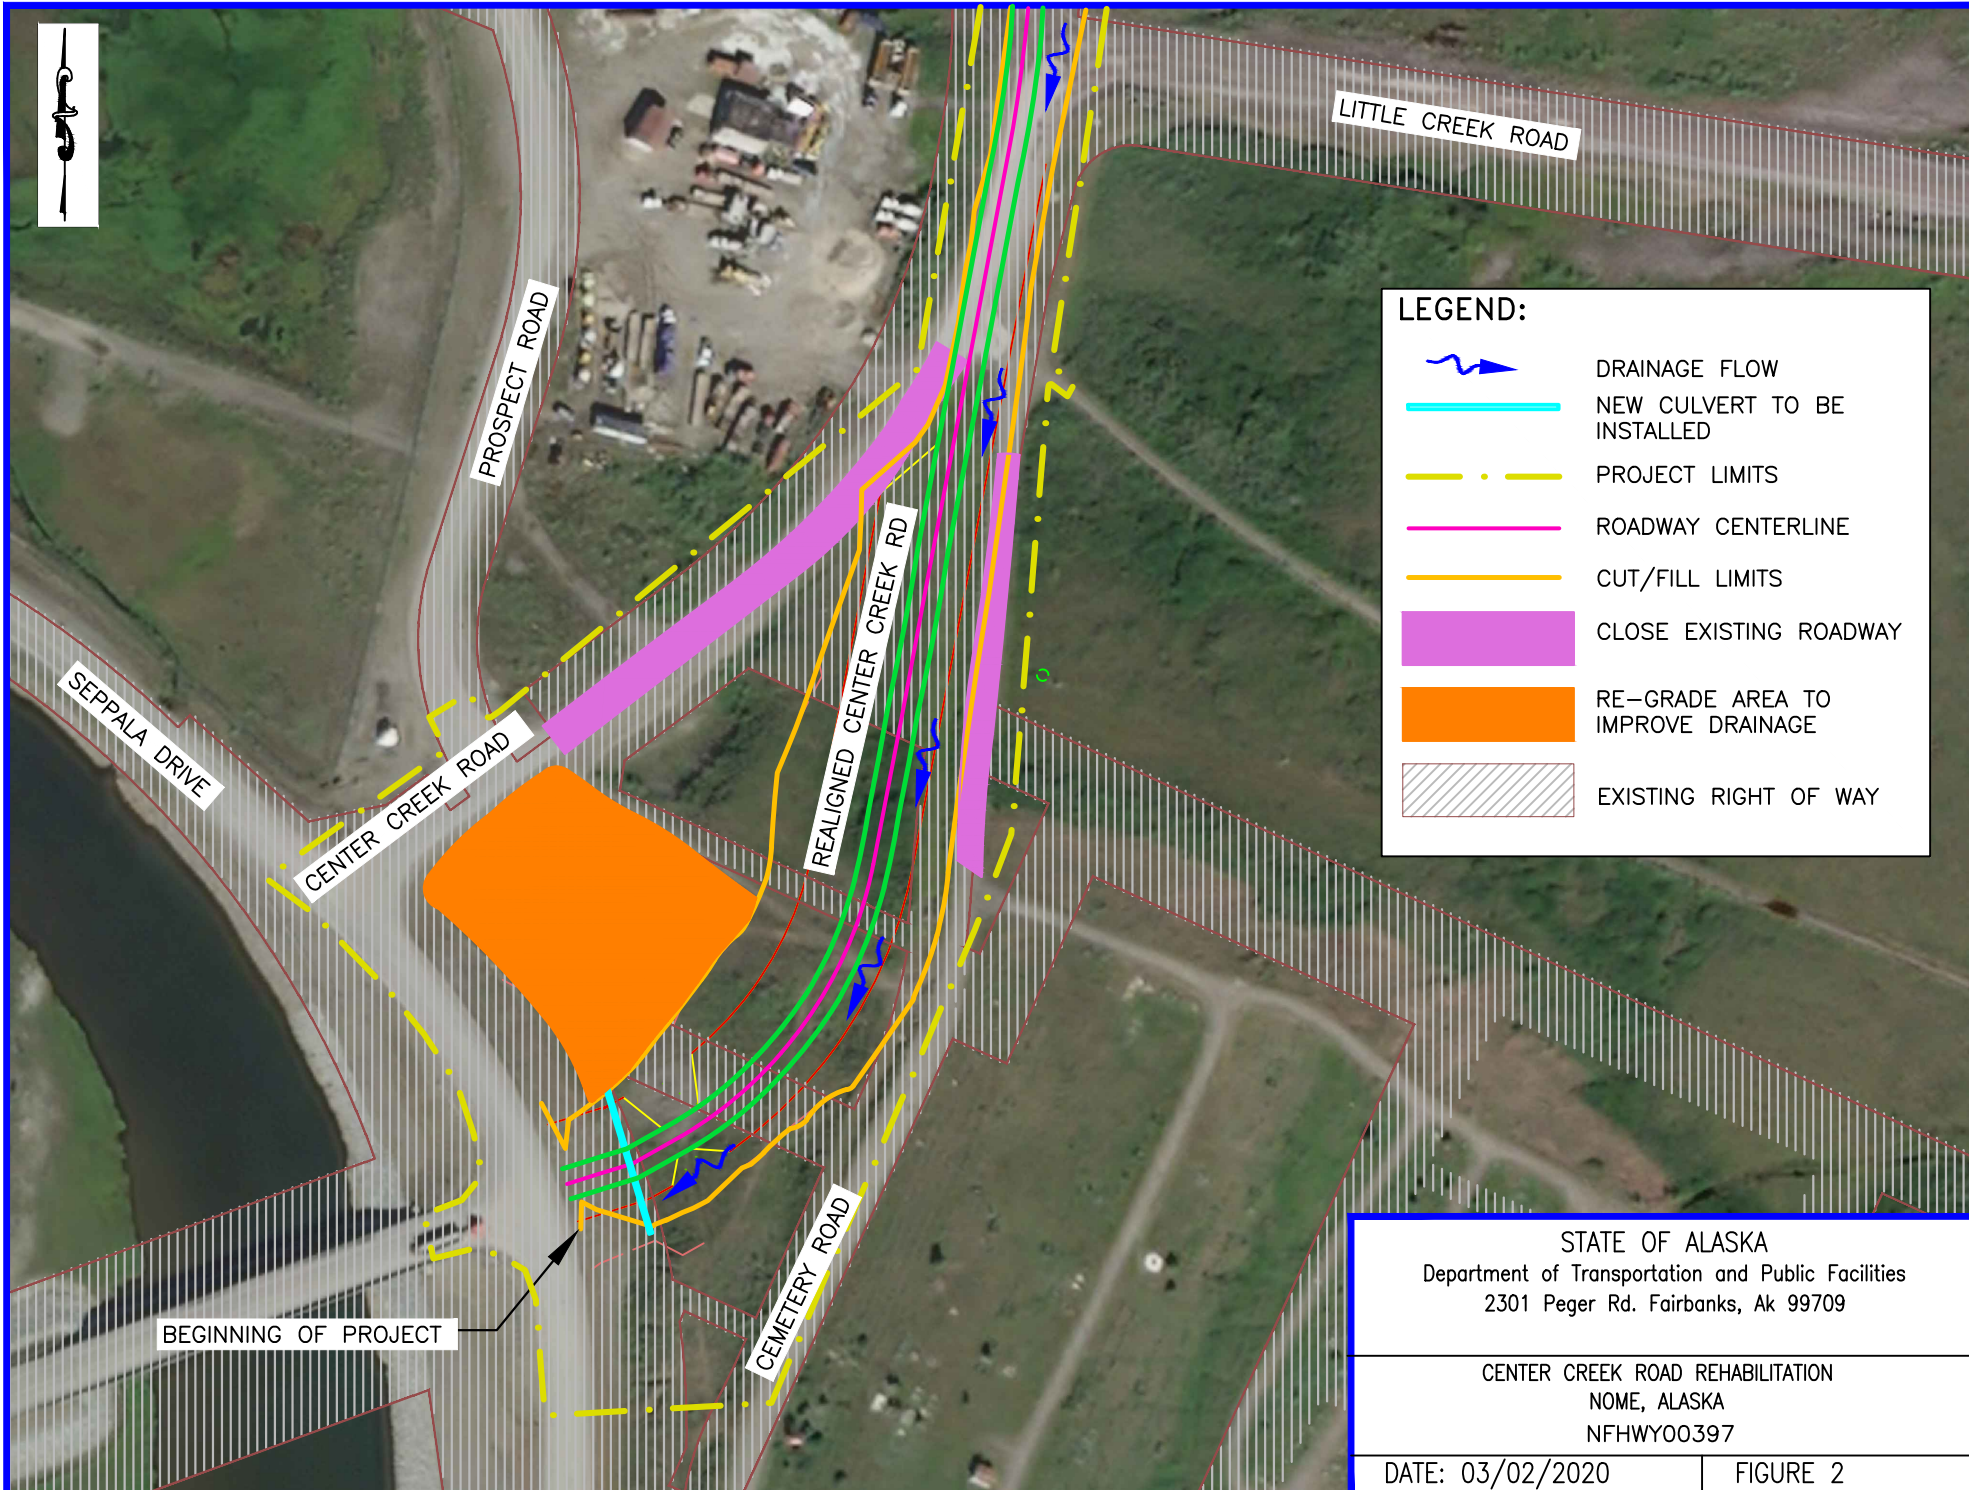 LITTLE CREEK ROAD
PROSPECT ROAD
SEPPALA DRIVE
CENTER CREEK ROAD
REALIGNED CENTER CREEK RD
CEMETERY ROAD
BEGINNING OF PROJECT
LEGEND:
DRAINAGE FLOW
NEW CULVERT TO BE
INSTALLED
PROJECT LIMITS
ROADWAY CENTERLINE
CUT/FILL LIMITS
CLOSE EXISTING ROADWAY
RE-GRADE AREA TO
IMPROVE DRAINAGE
EXISTING RIGHT OF WAY
STATE OF ALASKA
Department of Transportation and Public Facilities
2301 Peger Rd. Fairbanks, Ak 99709
CENTER CREEK ROAD REHABILITATION
NOME, ALASKA
NFHWY00397
DATE: 03/02/2020
FIGURE 2